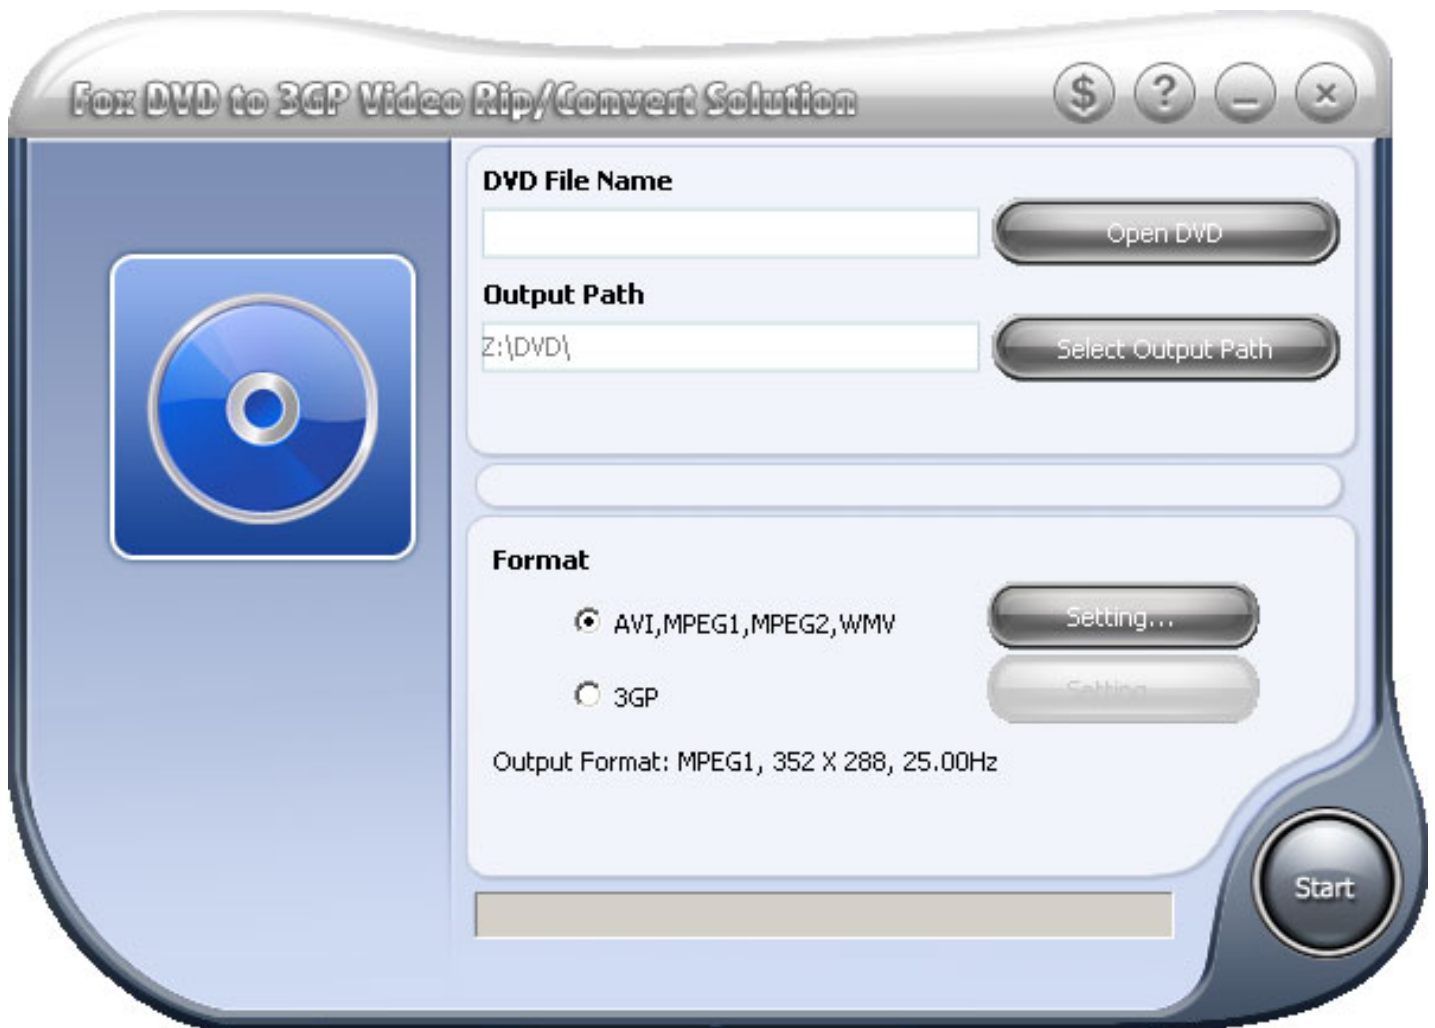 Fox DVD to 3GP Video Rip/Convert Solution
$ ?
DVD File Name
Open DVD
Output Path
Z:\DVD\
Select Output Path
Format
AVI,MPEG1,MPEG2,WMV
Setting...
3GP
Setting...
Output Format: MPEG1, 352 X 288, 25.00Hz
Start